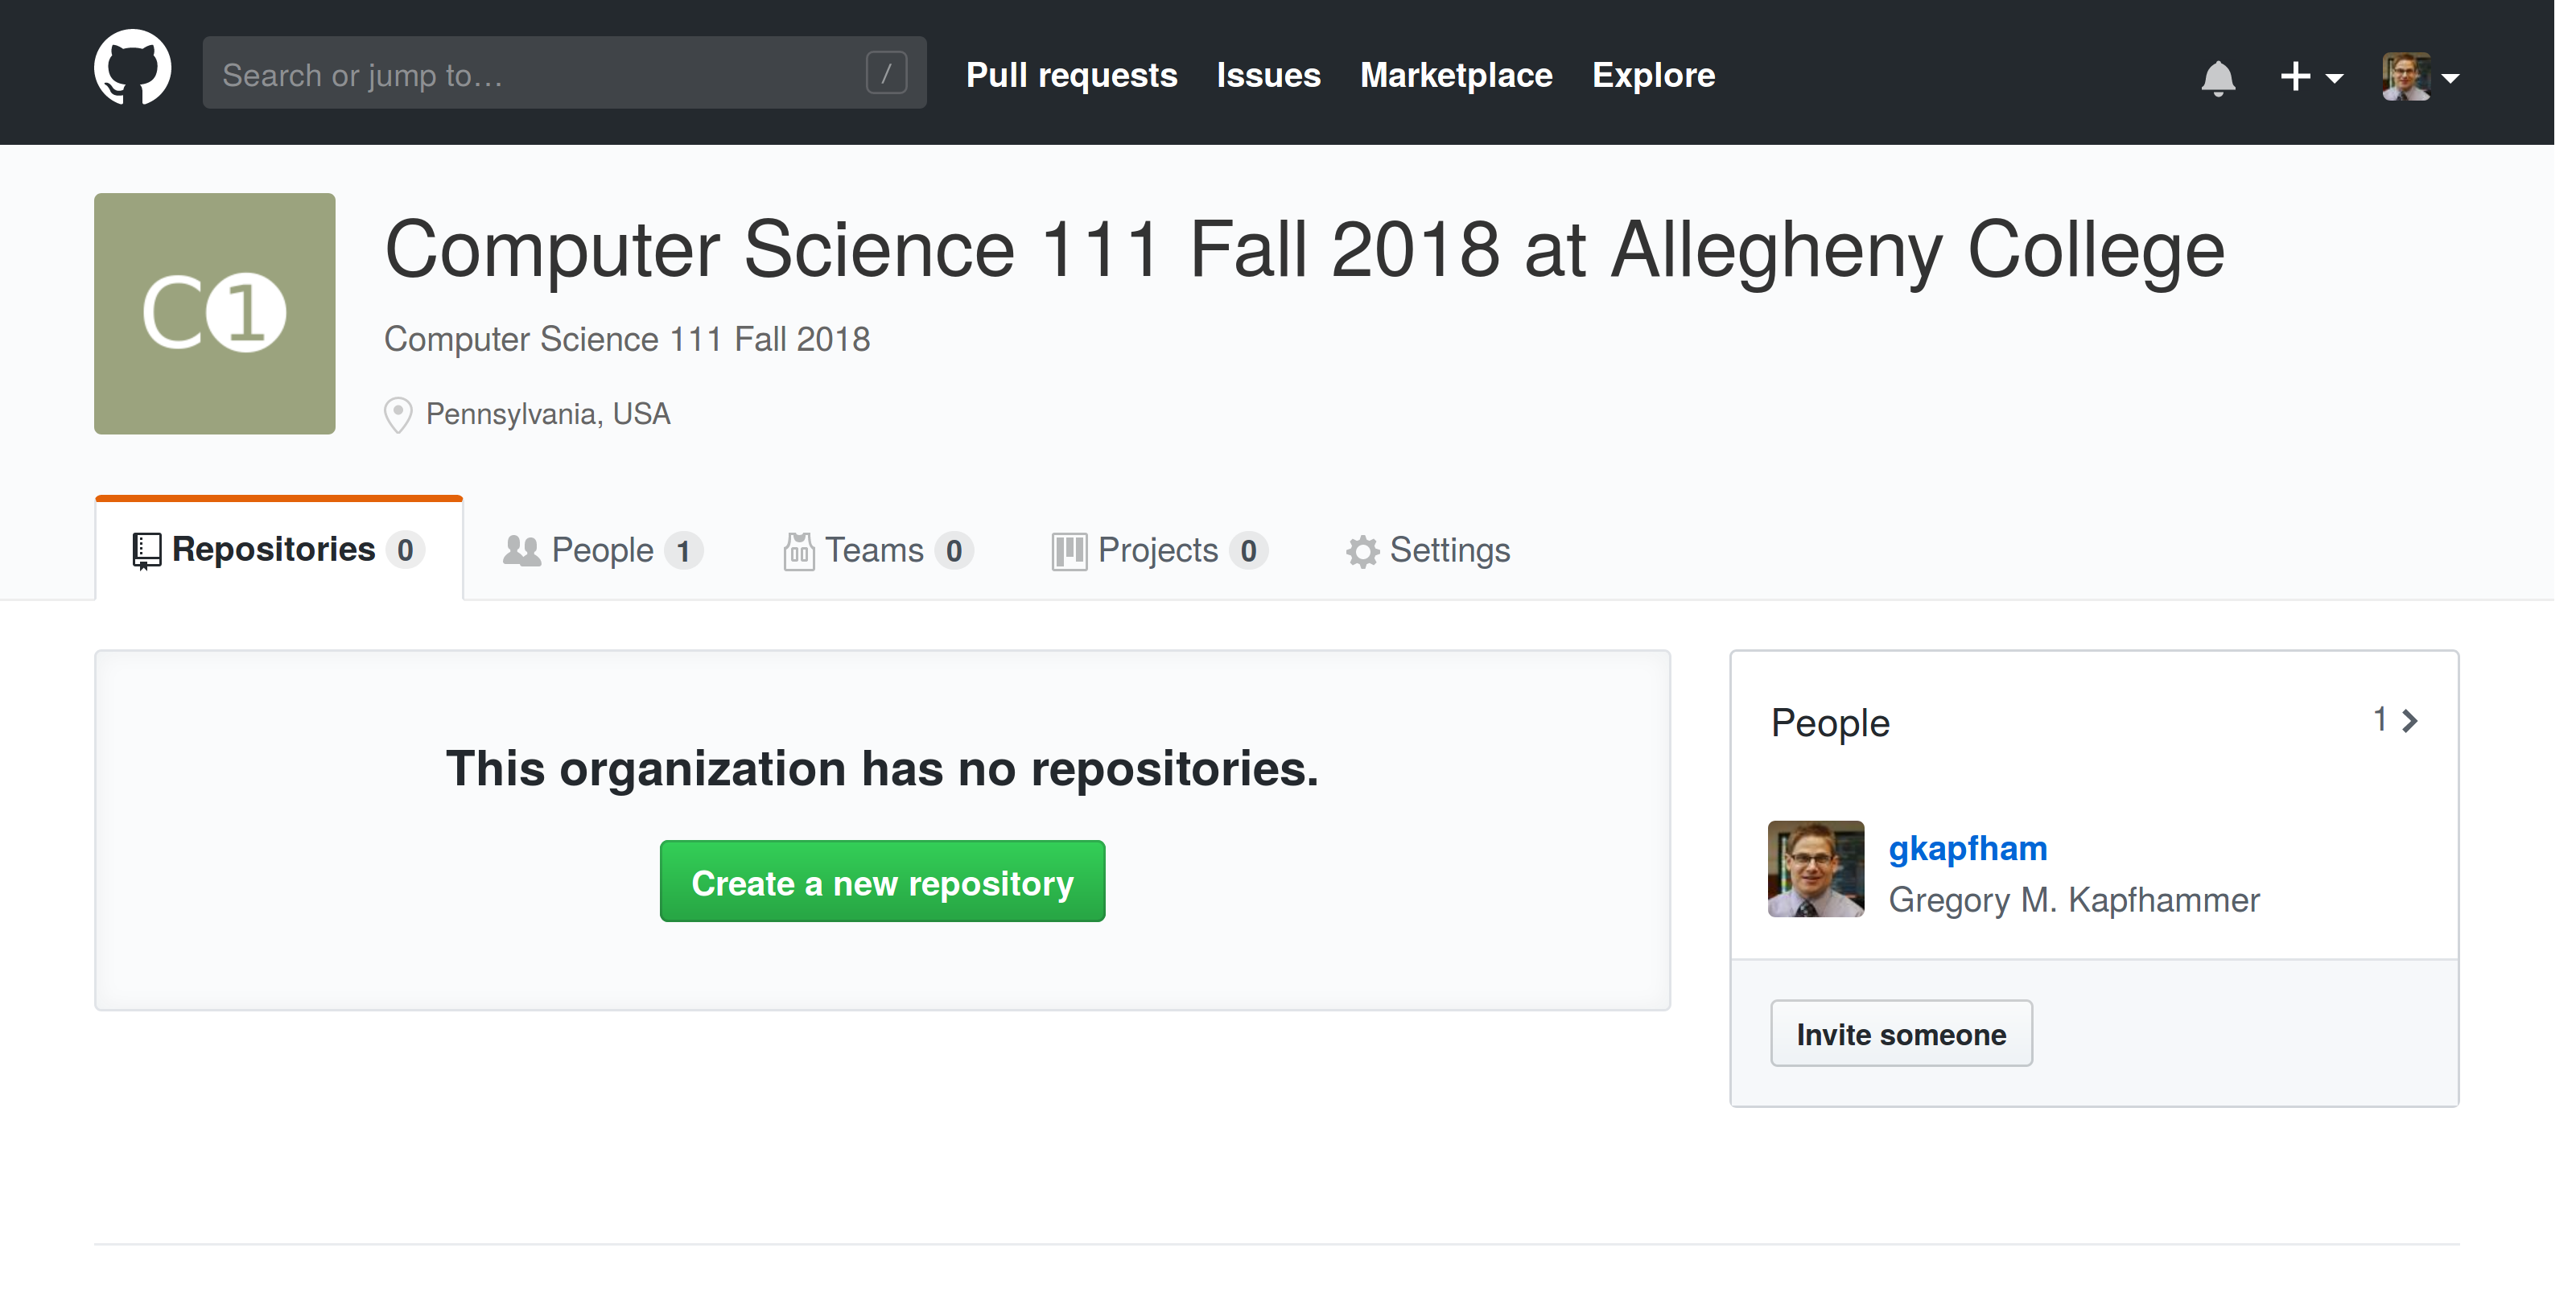 Search or jump to… /
Pull requests Issues Marketplace Explore
C1
Computer Science 111 Fall 2018 at Allegheny College
Computer Science 111 Fall 2018
Pennsylvania, USA
Repositories 0 People 1 Teams 0 Projects 0 Settings
This organization has no repositories.
Create a new repository
People 1
gkapfham
Gregory M. Kapfhammer
Invite someone